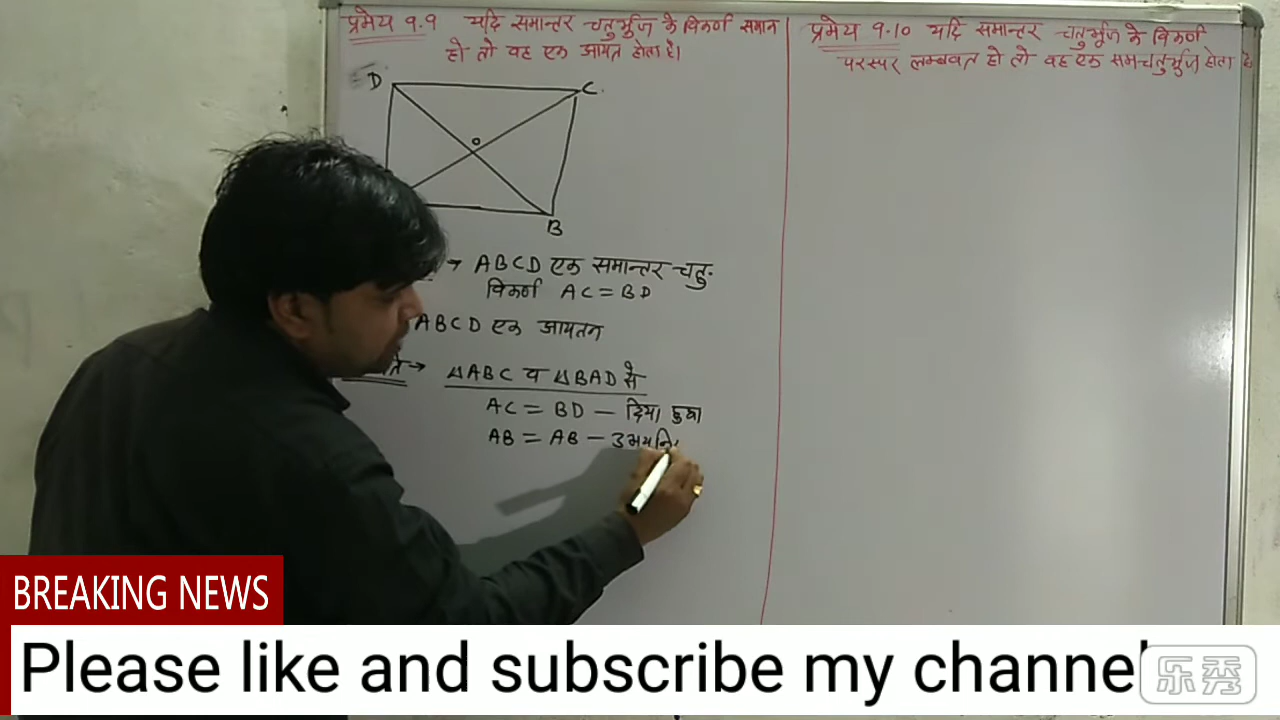 प्रमेय 9.9 यदि समान्तर चतुर्भुज के विकर्ण समान
हो तो वह एक आयत होता है।
D
C
O
B
→ ABCD एक समान्तर चतु.
विकर्ण AC = BD
ABCD एक आयतन
→ ΔABC व ΔBAD से
AC = BD – दिया हुआ
AB = AB – उभयनि
प्रमेय 9.10 यदि समान्तर चतुर्भुज के विकर्ण
परस्पर लम्बवत हो तो वह एक समचतुर्भुज होता है
BREAKING NEWS
Please like and subscribe my channel
乐秀